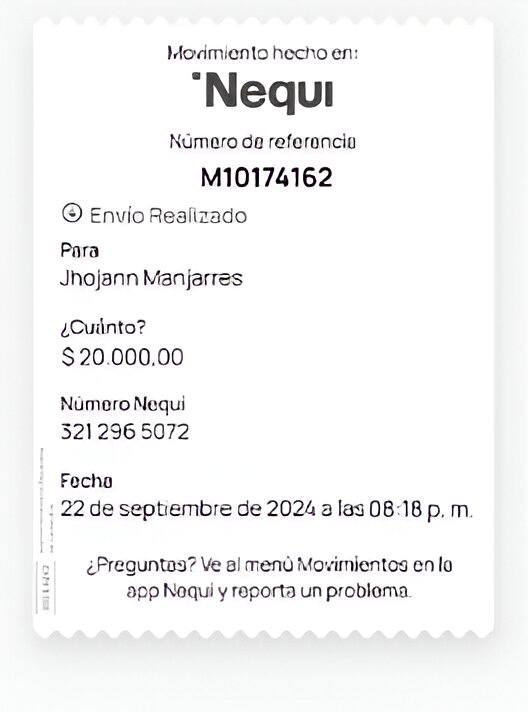 Movimiento hecho en:
Nequi
Número de referencia
M10174162
Envío Realizado
Para
Jhojann Manjarres
¿Cuánto?
$ 20.000,00
Número Nequi
321 296 5072
Fecha
22 de septiembre de 2024 a las 08:18 p. m.
¿Preguntas? Ve al menú Movimientos en la
app Nequi y reporta un problema.